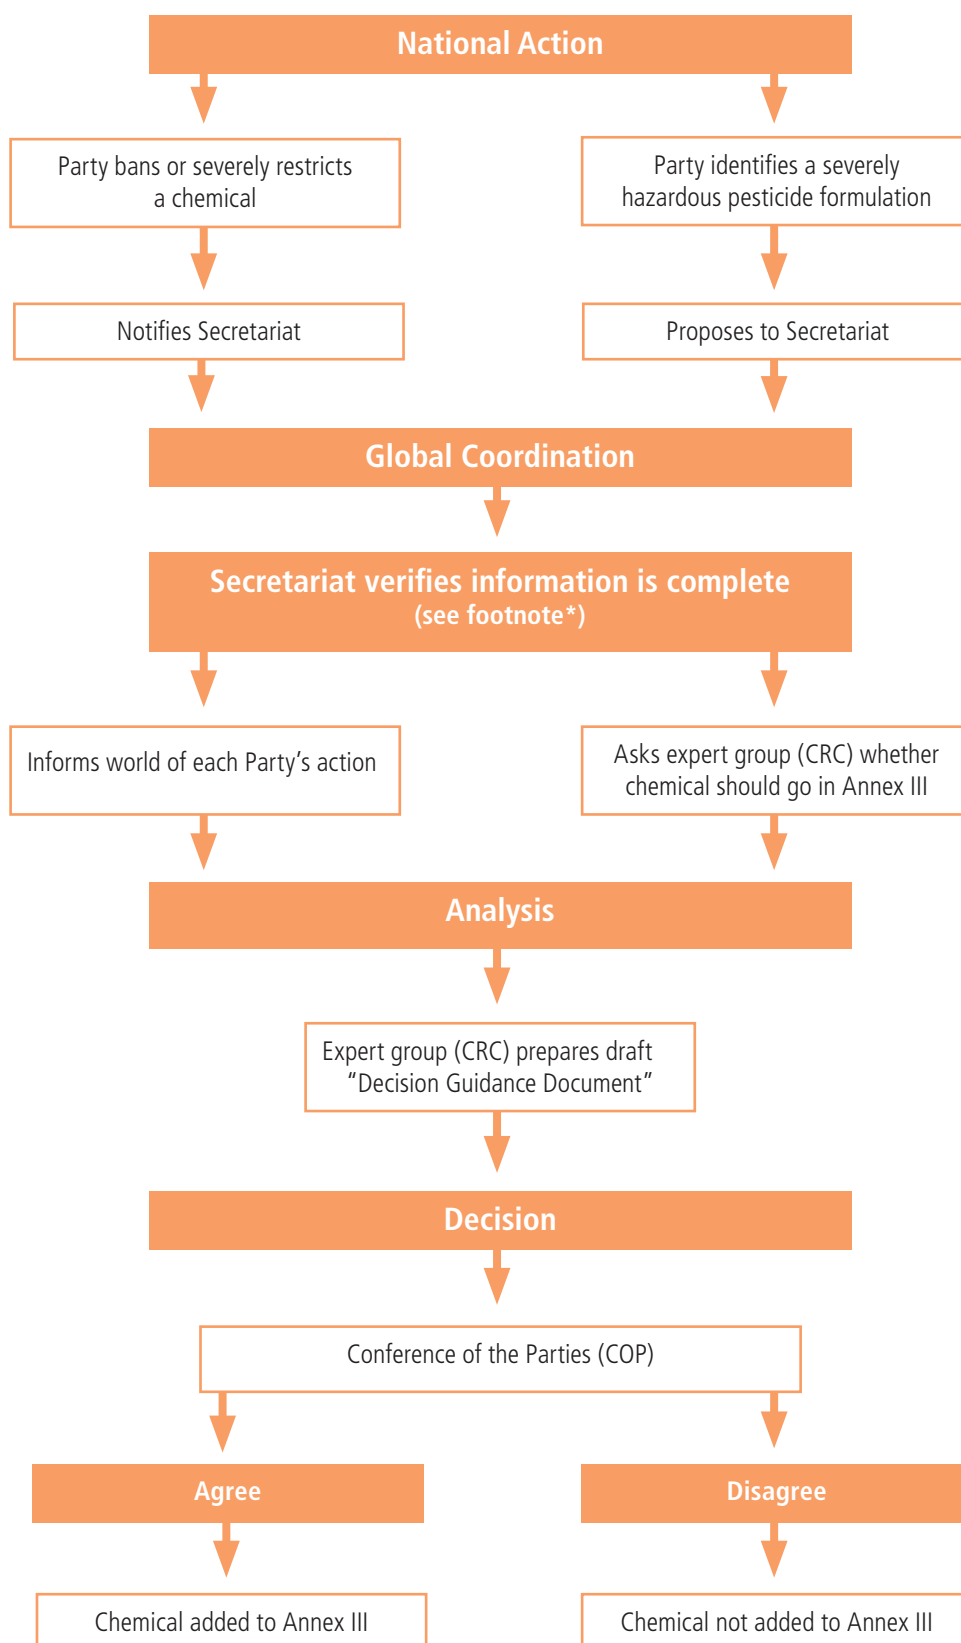 National Action
Party bans or severely restricts
a chemical
Party identifies a severely
hazardous pesticide formulation
Notifies Secretariat
Proposes to Secretariat
Global Coordination
Secretariat verifies information is complete
(see footnote*)
Informs world of each Party’s action
Asks expert group (CRC) whether
chemical should go in Annex III
Analysis
Expert group (CRC) prepares draft
“Decision Guidance Document”
Decision
Conference of the Parties (COP)
Agree
Disagree
Chemical added to Annex III
Chemical not added to Annex III